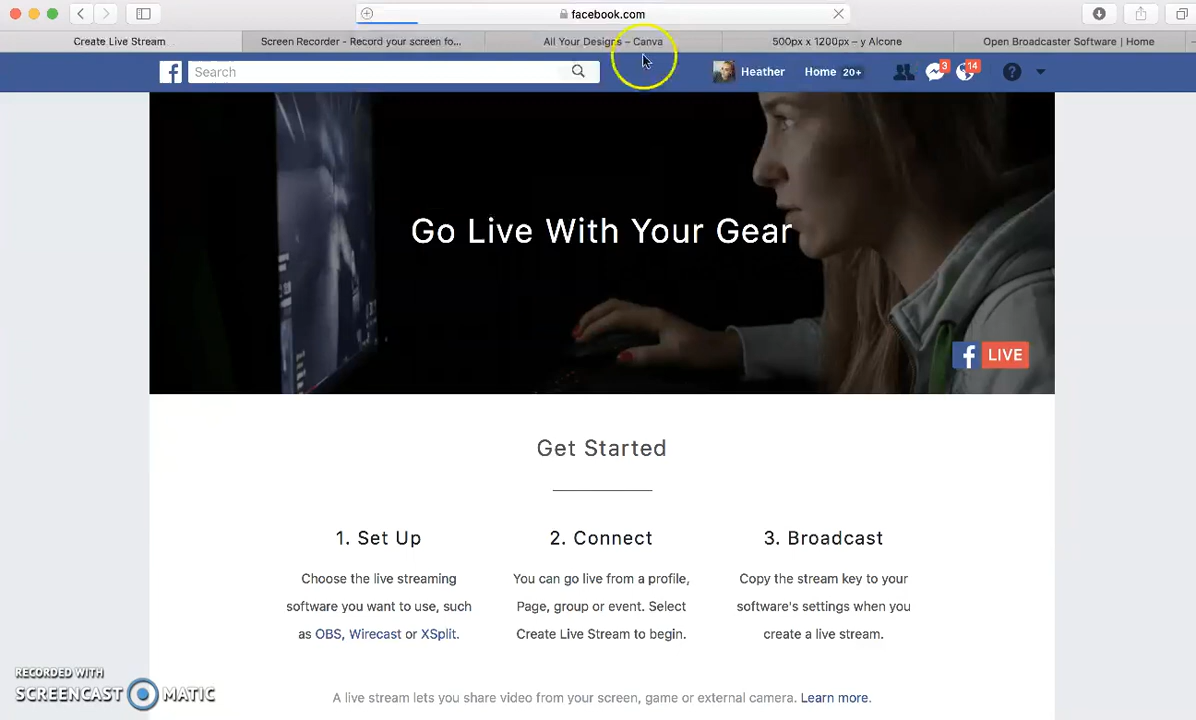 facebook.com
Create Live Stream
Screen Recorder - Record your screen fo...
All Your Designs – Canva
500px x 1200px – y Alcone
Open Broadcaster Software | Home
Search
Heather
Home 20+
3
14
Go Live With Your Gear
LIVE
Get Started
1. Set Up
Choose the live streaming
software you want to use, such
as OBS, Wirecast or XSplit.
2. Connect
You can go live from a profile,
Page, group or event. Select
Create Live Stream to begin.
3. Broadcast
Copy the stream key to your
software's settings when you
create a live stream.
A live stream lets you share video from your screen, game or external camera. Learn more.
RECORDED WITH
SCREENCAST MATIC